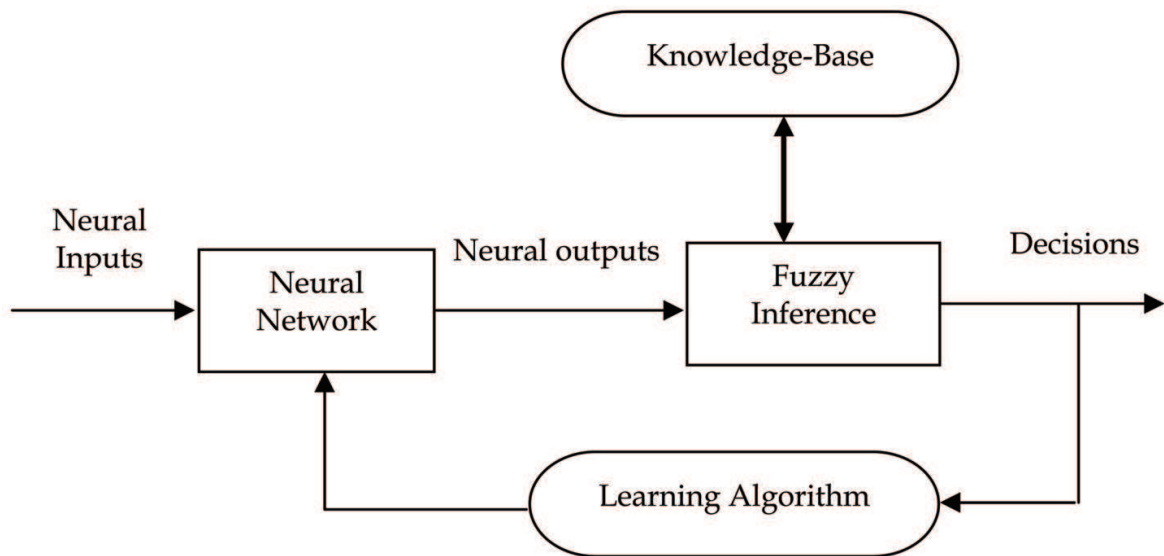 Knowledge-Base
Neural
Inputs
Neural
Network
Neural outputs
Fuzzy
Inference
Decisions
Learning Algorithm